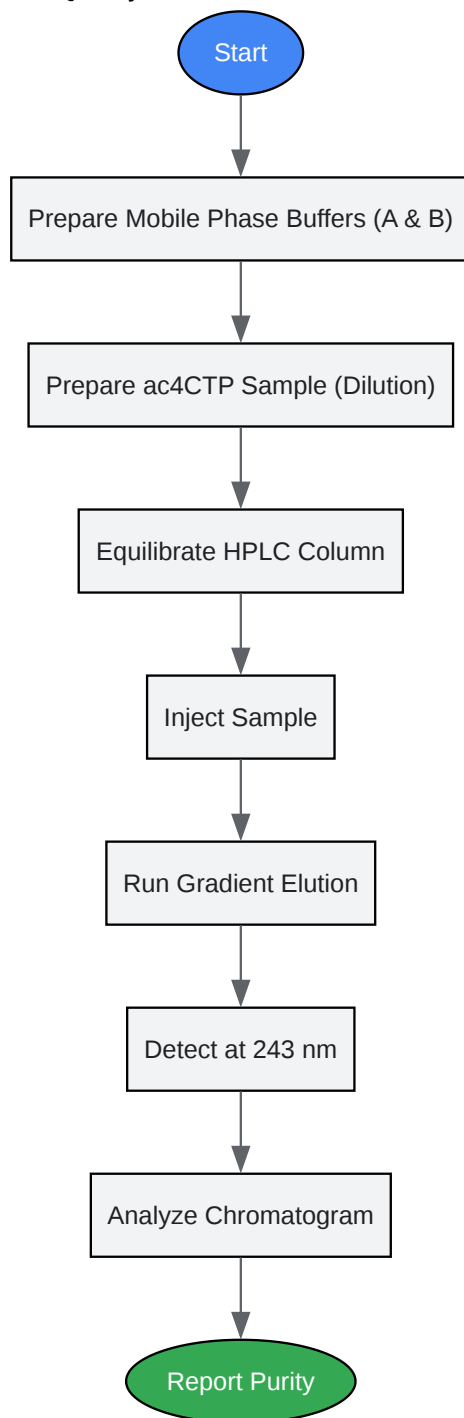 Start
Prepare Mobile Phase Buffers (A & B)
Prepare ac4CTP Sample (Dilution)
Equilibrate HPLC Column
Inject Sample
Run Gradient Elution
Detect at 243 nm
Analyze Chromatogram
Report Purity